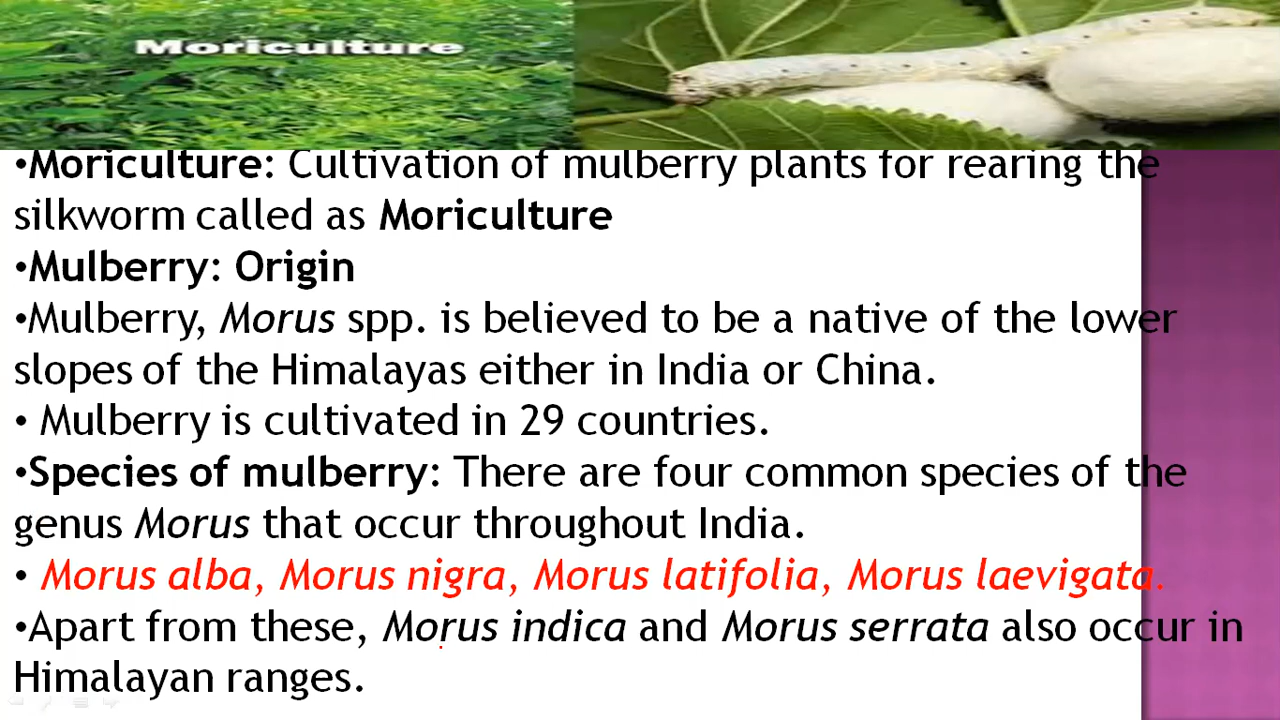 Moriculture
•Moriculture: Cultivation of mulberry plants for rearing the
silkworm called as Moriculture
•Mulberry: Origin
•Mulberry, Morus spp. is believed to be a native of the lower
slopes of the Himalayas either in India or China.
• Mulberry is cultivated in 29 countries.
•Species of mulberry: There are four common species of the
genus Morus that occur throughout India.
• Morus alba, Morus nigra, Morus latifolia, Morus laevigata.
•Apart from these, Morus indica and Morus serrata also occur in
Himalayan ranges.